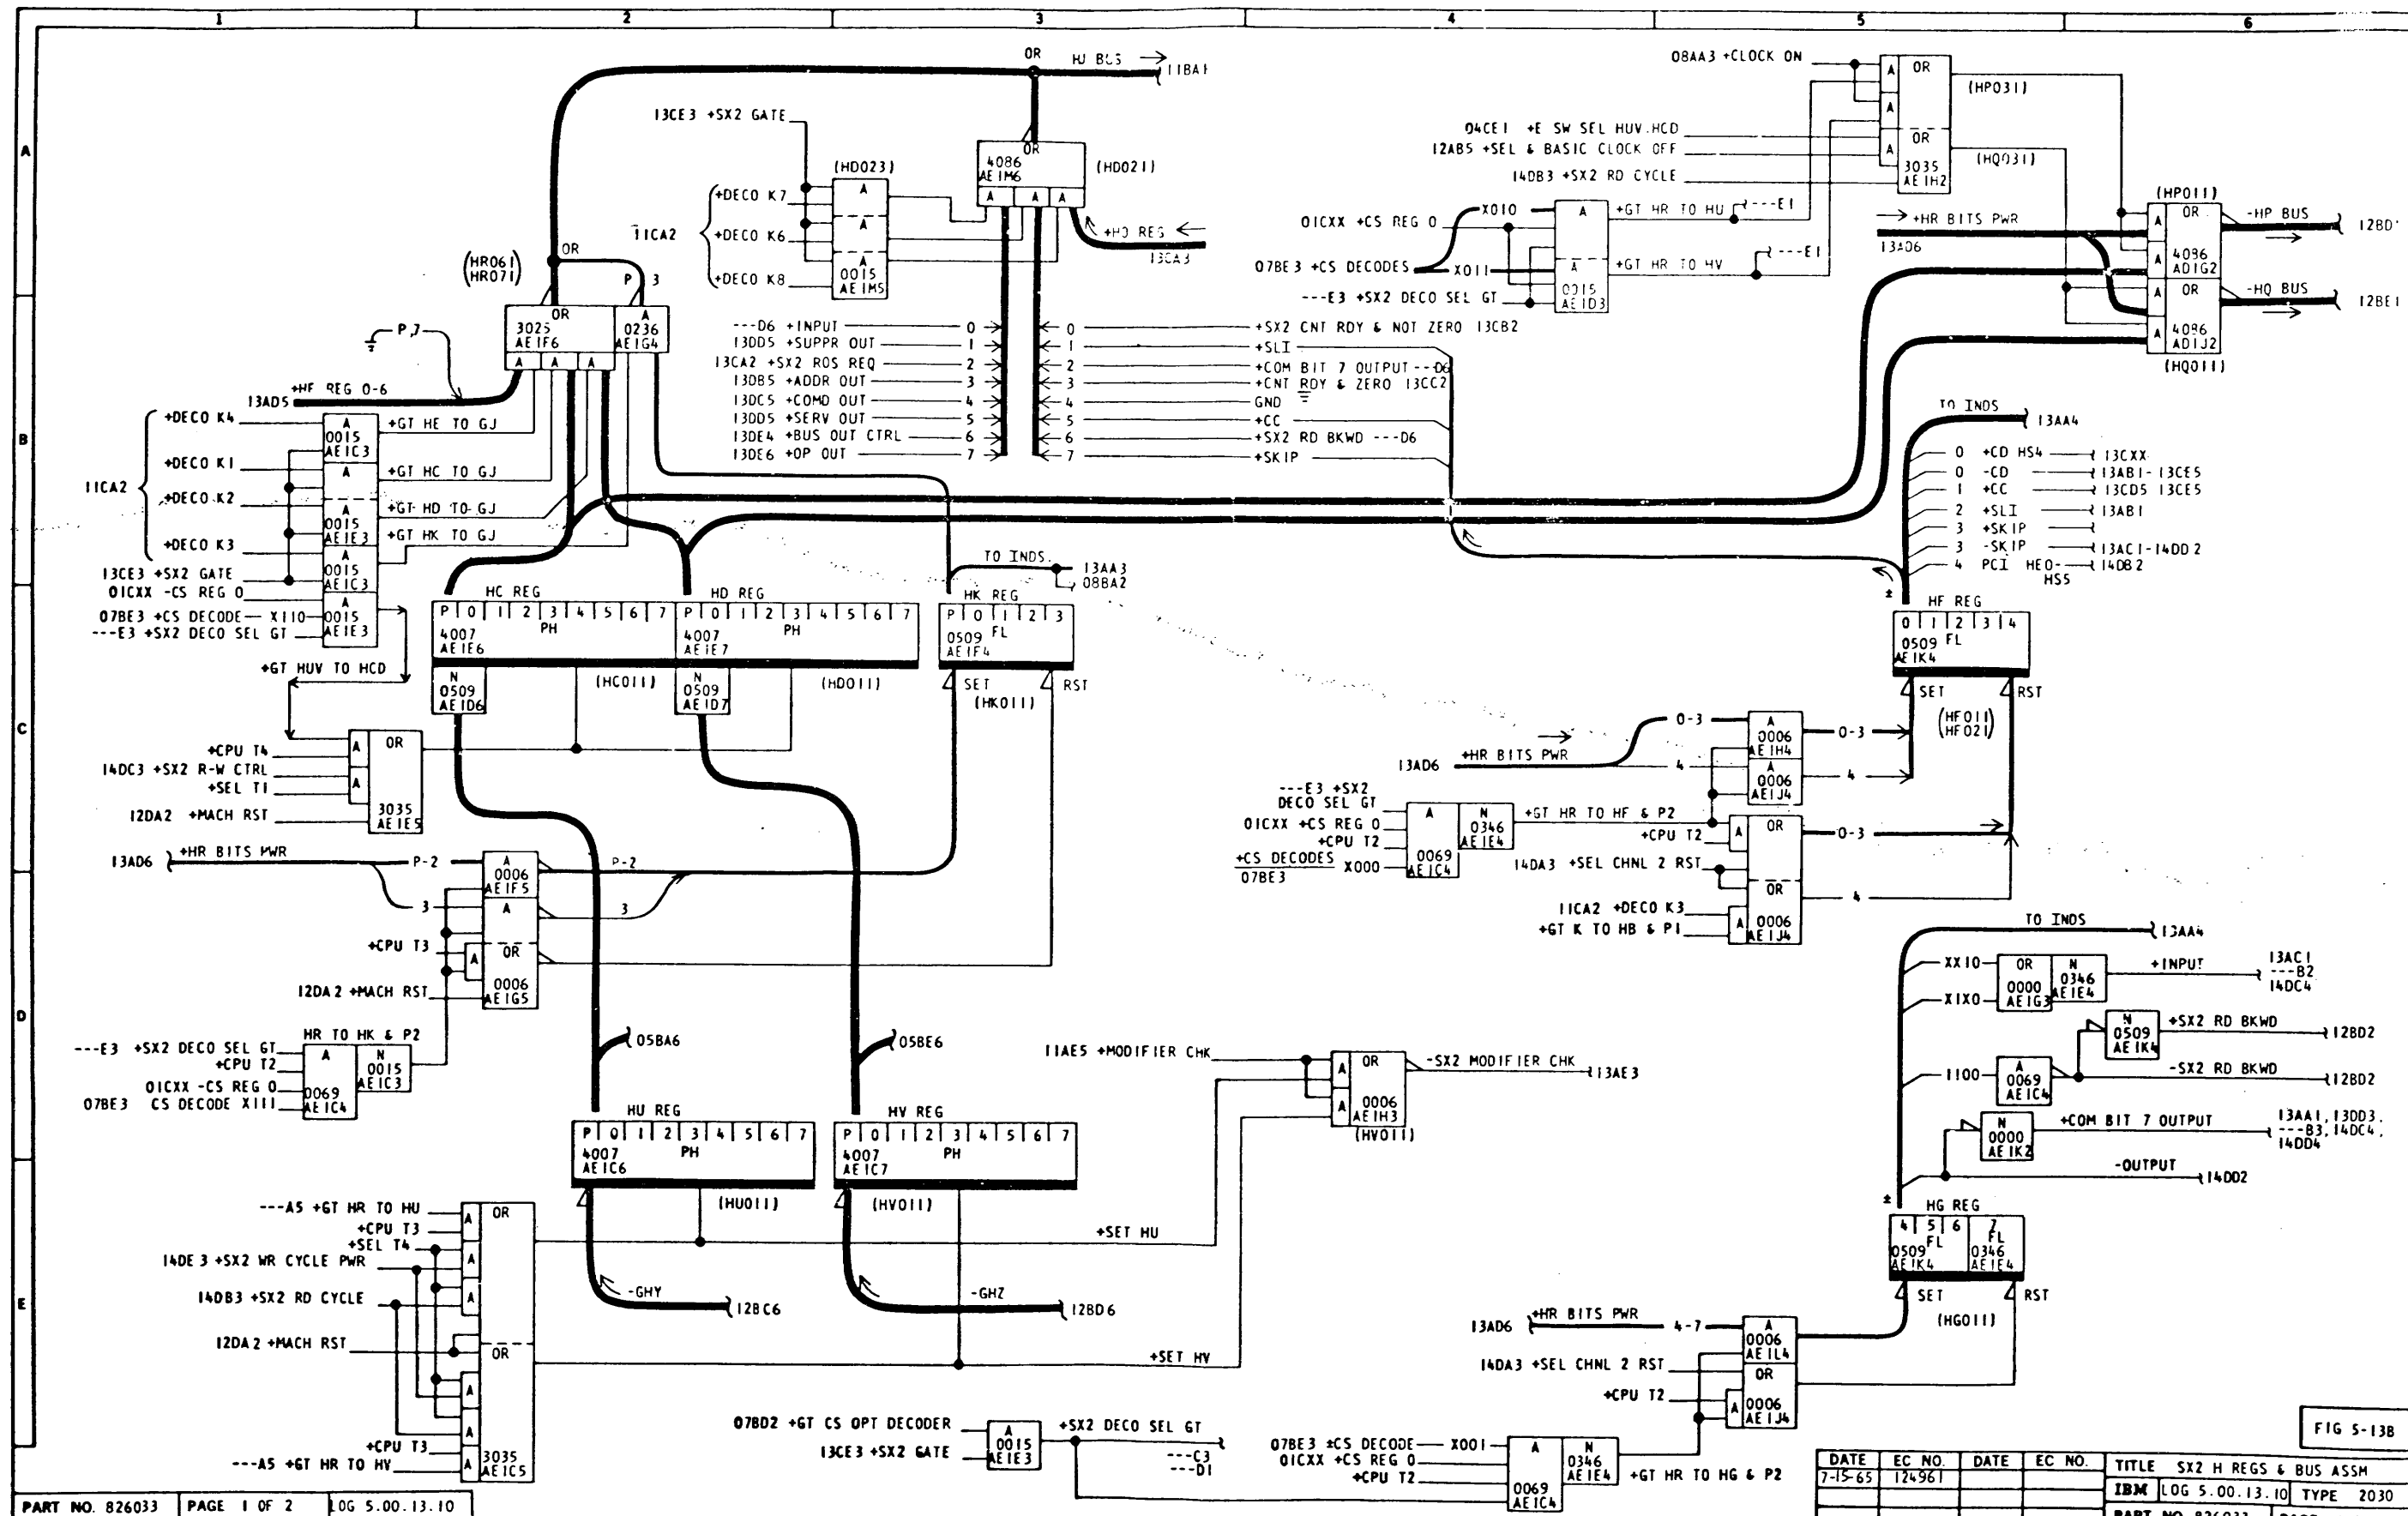 1 2 3 4 5 6
A
B
C
D
E
OR
HJ BUS
11BA1
13CE3 +SX2 GATE
(HD023)
OR
4086
AE1M6
A A A
(HD021)
+DECO K7
+DECO K6
+DECO K8
11CA2
A
A
A
0015
AE1M5
+HO REG
13CA3
08AA3 +CLOCK ON
04CE1 +E SW SEL HUV.HCD
12AB5 +SEL & BASIC CLOCK OFF
14DB3 +SX2 RD CYCLE
A OR
A
OR
A
3035
AE1H2
(HP031)
(HQ031)
01CXX +CS REG 0
X010
07BE3 +CS DECODES
X011
---E3 +SX2 DECO SEL GT
A
A
0015
AE1D3
+GT HR TO HU ---E1
+GT HR TO HV ---E1
+HR BITS PWR
13AD6
(HP011)
A OR
A 4086
AD1G2
A OR
A 4086
AD1J2
(HQ011)
-HP BUS
12BD1
-HQ BUS
12BE1
(HR061)
(HR071)
OR
P 3
OR
3025
AE1F6
A A A
A
0236
AE1G4
P,7
+HF REG 0-6
13AD5
+DECO K4
+DECO K1
+DECO K2
+DECO K3
11CA2
13CE3 +SX2 GATE
01CXX -CS REG 0
07BE3 +CS DECODE X110
---E3 +SX2 DECO SEL GT
A
0015
AE1C3
A
A
0015
AE1E3
A
0015
AE1C3
A
0015
AE1E3
+GT HE TO GJ
+GT HC TO GJ
+GT HD TO GJ
+GT HK TO GJ
+GT HUV TO HCD
---D6 +INPUT 0
13DD5 +SUPPR OUT 1
13CA2 +SX2 ROS REQ 2
13DB5 +ADDR OUT 3
13DC5 +COMD OUT 4
13DD5 +SERV OUT 5
13DE4 +BUS OUT CTRL 6
13DE6 +OP OUT 7
0 +SX2 CNT RDY & NOT ZERO 13CB2
1 +SLI
2 +COM BIT 7 OUTPUT ---D6
3 +CNT RDY & ZERO 13CC2
4 GND
5 +CC
6 +SX2 RD BKWD ---D6
7 +SKIP
TO INDS
13AA4
0 +CD HS4 13CXX
0 -CD 13AB1-13CE5
1 +CC 13CD5 13CE5
2 +SLI 13AB1
3 +SKIP
3 -SKIP 13AC1-14DD2
4 PCI HE0- 14DB2
HS5
TO INDS.
13AA3
08BA2
HC REG
P 0 1 2 3 4 5 6 7
PH
4007
AE1E6
HD REG
P 0 1 2 3 4 5 6 7
PH
4007
AE1E7
HK REG
P 0 1 2 3
FL
0509
AE1F4
N
0509
AE1D6
(HC011)
N
0509
AE1D7
(HD011)
SET
RST
(HK011)
± HF REG
0 1 2 3 4
0509 FL
AE1K4
SET
RST
(HF011)
(HF021)
+CPU T4
14DC3 +SX2 R-W CTRL
+SEL T1
12DA2 +MACH RST
A OR
A
3035
AE1E5
+HR BITS PWR
13AD6
0-3
4
A
0006
AE1H4
A
0006
AE1J4
0-3
4
---E3 +SX2
DECO SEL GT
01CXX +CS REG 0
+CPU T2
+CS DECODES
07BE3
X000
A N
0346
AE1E4
0069
AE1C4
+GT HR TO HF & P2
+CPU T2
14DA3 +SEL CHNL 2 RST
11CA2 +DECO K3
+GT K TO HB & P1
A OR
OR
A 0006
AE1J4
0-3
4
13AD6 +HR BITS PWR
P-2
3
A
0006
AE1F5
A
+CPU T3
A OR
0006
AE1G5
12DA2 +MACH RST
P-2
3
HR TO HK & P2
---E3 +SX2 DECO SEL GT
+CPU T2
01CXX -CS REG 0
07BE3 CS DECODE X111
A N
0015
AE1C3
0069
AE1C4
05BA6
05BE6
11AE5 +MODIFIER CHK
A OR
A 0006
AE1H3
(HV011)
-SX2 MODIFIER CHK
13AE3
TO INDS
13AA4
XX10
X1X0
OR
0000
AE1G3
N
0346
AE1E4
+INPUT
13AC1
---B2
14DC4
N
0509
AE1K4
+SX2 RD BKWD
12BD2
1100
A
0069
AE1C4
-SX2 RD BKWD
12BD2
N
0000
AE1K2
+COM BIT 7 OUTPUT
13AA1, 13DD3,
---B3, 14DC4,
14DD4
-OUTPUT
14DD2
HU REG
P 0 1 2 3 4 5 6 7
4007 PH
AE1C6
(HU011)
HV REG
P 0 1 2 3 4 5 6 7
4007 PH
AE1C7
(HV011)
---A5 +GT HR TO HU
+CPU T3
+SEL T4
14DE3 +SX2 WR CYCLE PWR
14DB3 +SX2 RD CYCLE
12DA2 +MACH RST
+CPU T3
---A5 +GT HR TO HV
A OR
A
A
OR
A
A
A
3035
AE1C5
+SET HU
+SET HV
-GHY
12BC6
-GHZ
12BD6
± HG REG
4 5 6 7
FL FL
0509 0346
AE1K4 AE1E4
SET
RST
(HG011)
13AD6 +HR BITS PWR 4-7
14DA3 +SEL CHNL 2 RST
+CPU T2
A
0006
AE1L4
OR
A 0006
AE1J4
07BD2 +GT CS OPT DECODER
13CE3 +SX2 GATE
A
0015
AE1E3
+SX2 DECO SEL GT
---C3
---D1
07BE3 ±CS DECODE X001
01CXX +CS REG 0
+CPU T2
A N
0346
AE1E4
0069
AE1C4
+GT HR TO HG & P2
FIG 5-13B
DATE EC NO. DATE EC NO.
7-15-65 124961
TITLE SX2 H REGS & BUS ASSM
IBM LOG 5.00.13.10 TYPE 2030
PART NO. 826033
PART NO. 826033 PAGE 1 OF 2 LOG 5.00.13.10